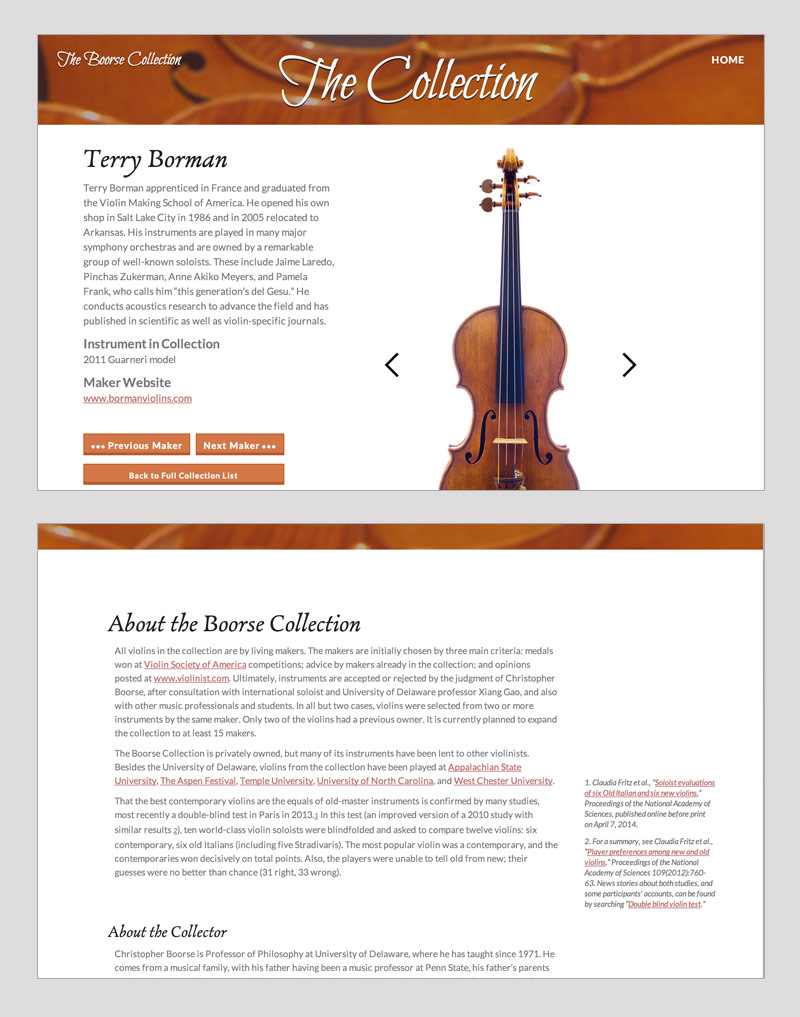 The Boorse Collection
The Collection
HOME
Terry Borman
Terry Borman apprenticed in France and graduated from
the Violin Making School of America. He opened his own
shop in Salt Lake City in 1986 and in 2005 relocated to
Arkansas. His instruments are played in many major
symphony orchestras and are owned by a remarkable
group of well-known soloists. These include Jaime Laredo,
Pinchas Zukerman, Anne Akiko Meyers, and Pamela
Frank, who calls him “this generation’s del Gesu.” He
conducts acoustics research to advance the field and has
published in scientific as well as violin-specific journals.
Instrument in Collection
2011 Guarneri model
Maker Website
www.bormanviolins.com
••• Previous Maker
Next Maker •••
Back to Full Collection List
About the Boorse Collection
All violins in the collection are by living makers. The makers are initially chosen by three main criteria: medals
won at Violin Society of America competitions; advice by makers already in the collection; and opinions
posted at www.violinist.com. Ultimately, instruments are accepted or rejected by the judgment of Christopher
Boorse, after consultation with international soloist and University of Delaware professor Xiang Gao, and also
with other music professionals and students. In all but two cases, violins were selected from two or more
instruments by the same maker. Only two of the violins had a previous owner. It is currently planned to expand
the collection to at least 15 makers.
The Boorse Collection is privately owned, but many of its instruments have been lent to other violinists.
Besides the University of Delaware, violins from the collection have been played at Appalachian State
University, The Aspen Festival, Temple University, University of North Carolina, and West Chester University.
That the best contemporary violins are the equals of old-master instruments is confirmed by many studies,
most recently a double-blind test in Paris in 2013.1 In this test (an improved version of a 2010 study with
similar results 2), ten world-class violin soloists were blindfolded and asked to compare twelve violins: six
contemporary, six old Italians (including five Stradivaris). The most popular violin was a contemporary, and the
contemporaries won decisively on total points. Also, the players were unable to tell old from new; their
guesses were no better than chance (31 right, 33 wrong).
1. Claudia Fritz et al., “Soloist evaluations
of six Old Italian and six new violins,”
Proceedings of the National Academy of
Sciences, published online before print
on April 7, 2014.
2. For a summary, see Claudia Fritz et al.,
“Player preferences among new and old
violins,” Proceedings of the National
Academy of Sciences 109(2012):760-
63. News stories about both studies, and
some participants' accounts, can be found
by searching “Double blind violin test.”
About the Collector
Christopher Boorse is Professor of Philosophy at University of Delaware, where he has taught since 1971. He
comes from a musical family, with his father having been a music professor at Penn State, his father’s parents